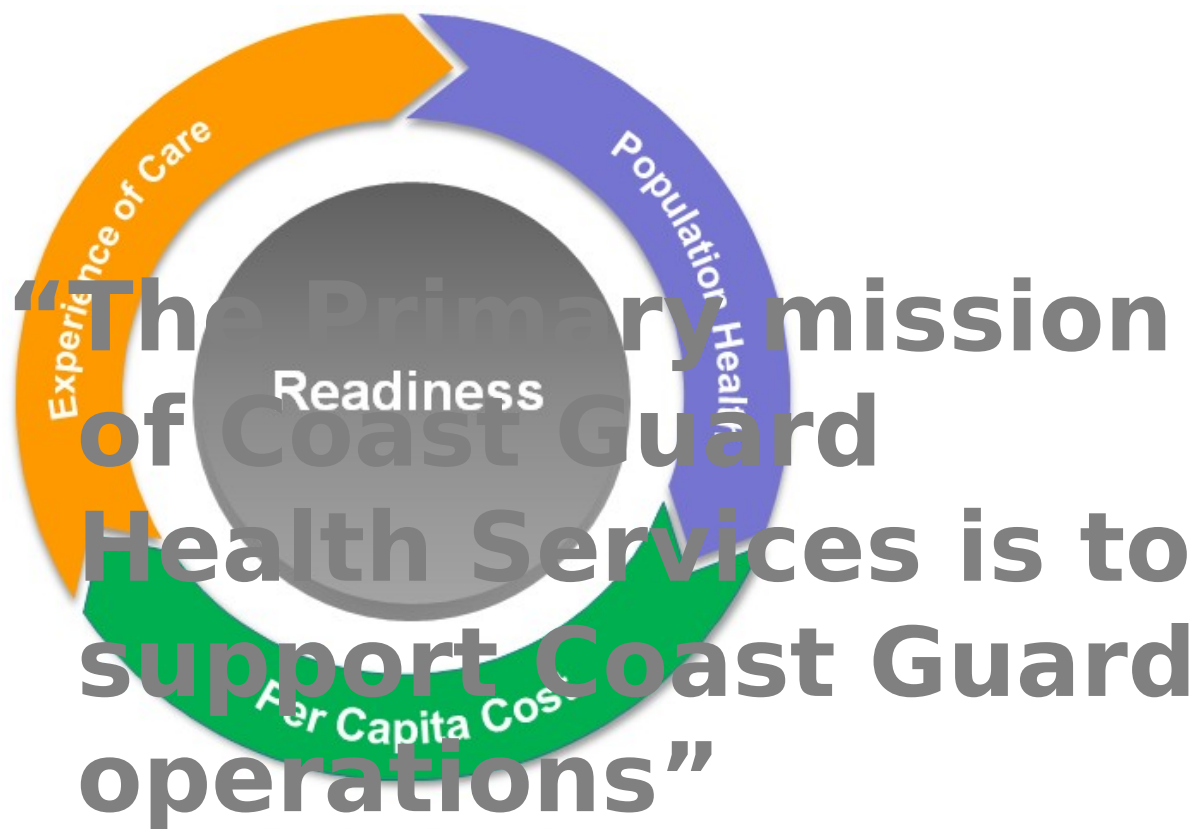 Experience of Care
Population Health
Readiness
Per Capita Cost
“The Primary mission
of Coast Guard
Health Services is to
support Coast Guard
operations”